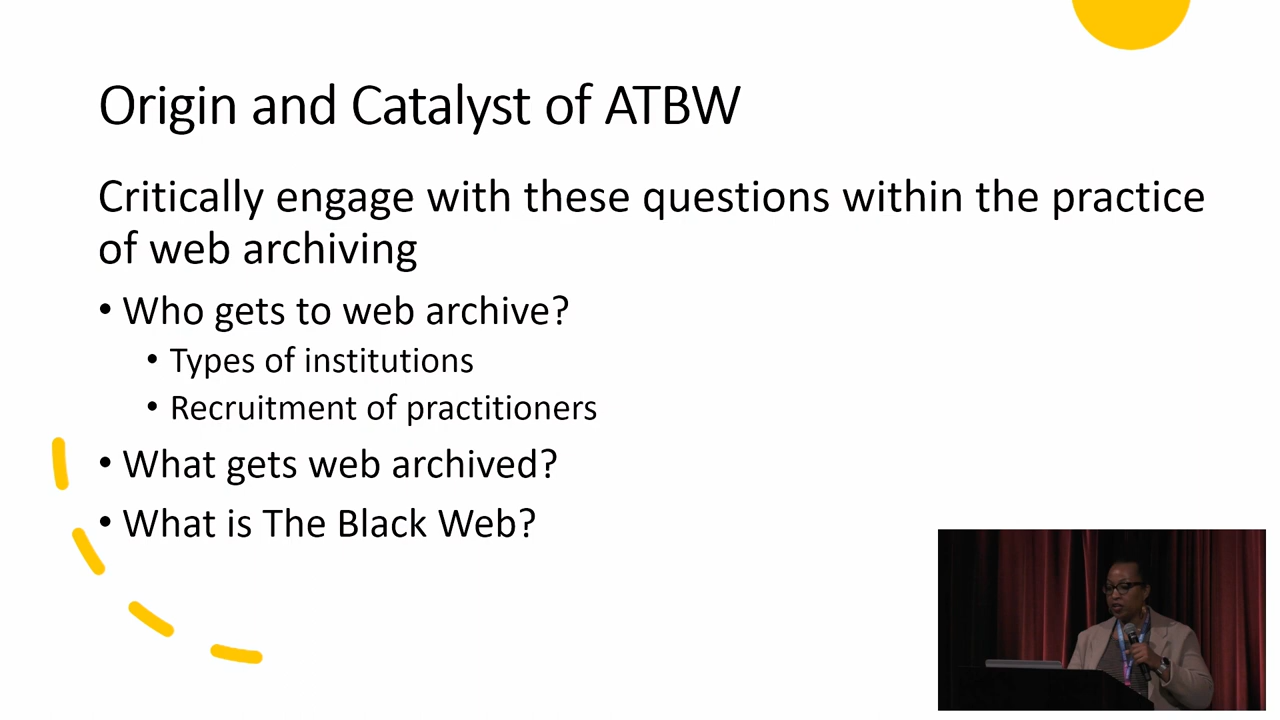 Origin and Catalyst of ATBW
Critically engage with these questions within the practice
of web archiving
• Who gets to web archive?
• Types of institutions
• Recruitment of practitioners
• What gets web archived?
• What is The Black Web?